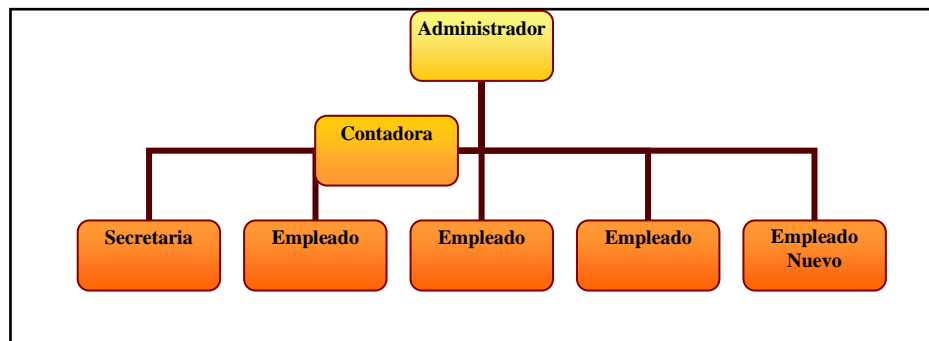 Administrador
Contadora
Secretaria
Empleado
Empleado
Empleado
Empleado
Nuevo